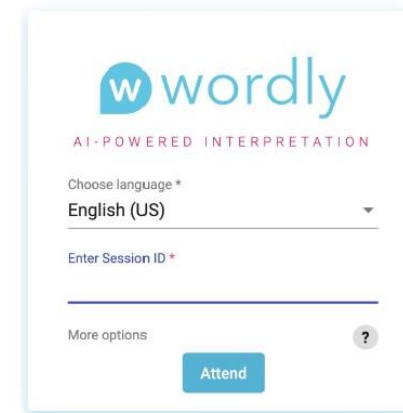 w wordly
AI-POWERED INTERPRETATION
Choose language *
English (US)
Enter Session ID *
More options
?
Attend